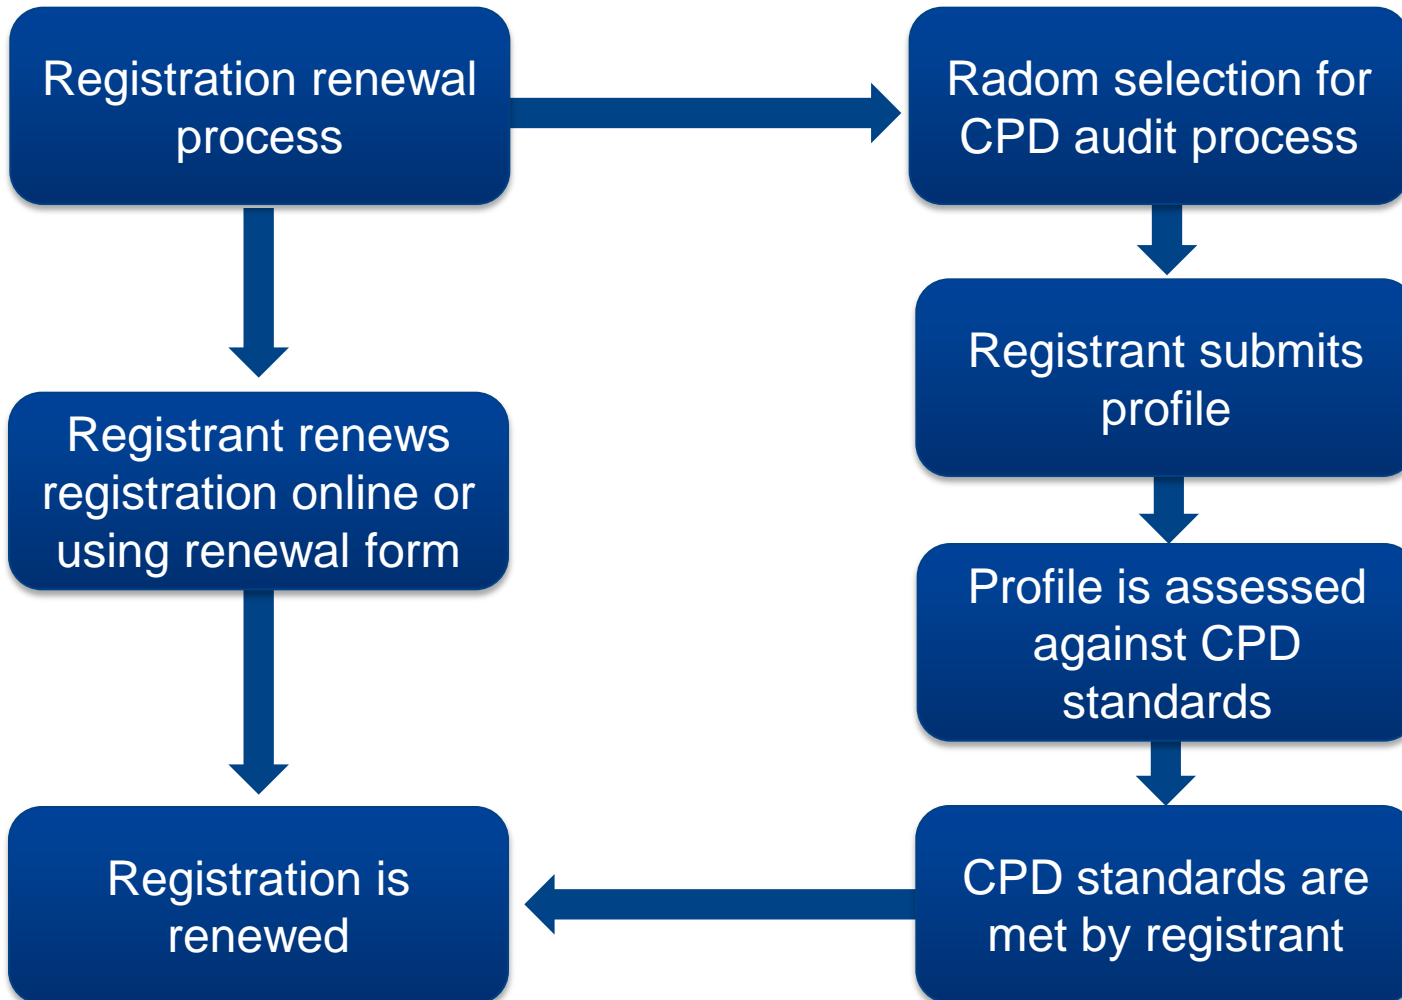 Registration renewal
process
Radom selection for
CPD audit process
Registrant submits
profile
Registrant renews
registration online or
using renewal form
Profile is assessed
against CPD
standards
Registration is
renewed
CPD standards are
met by registrant